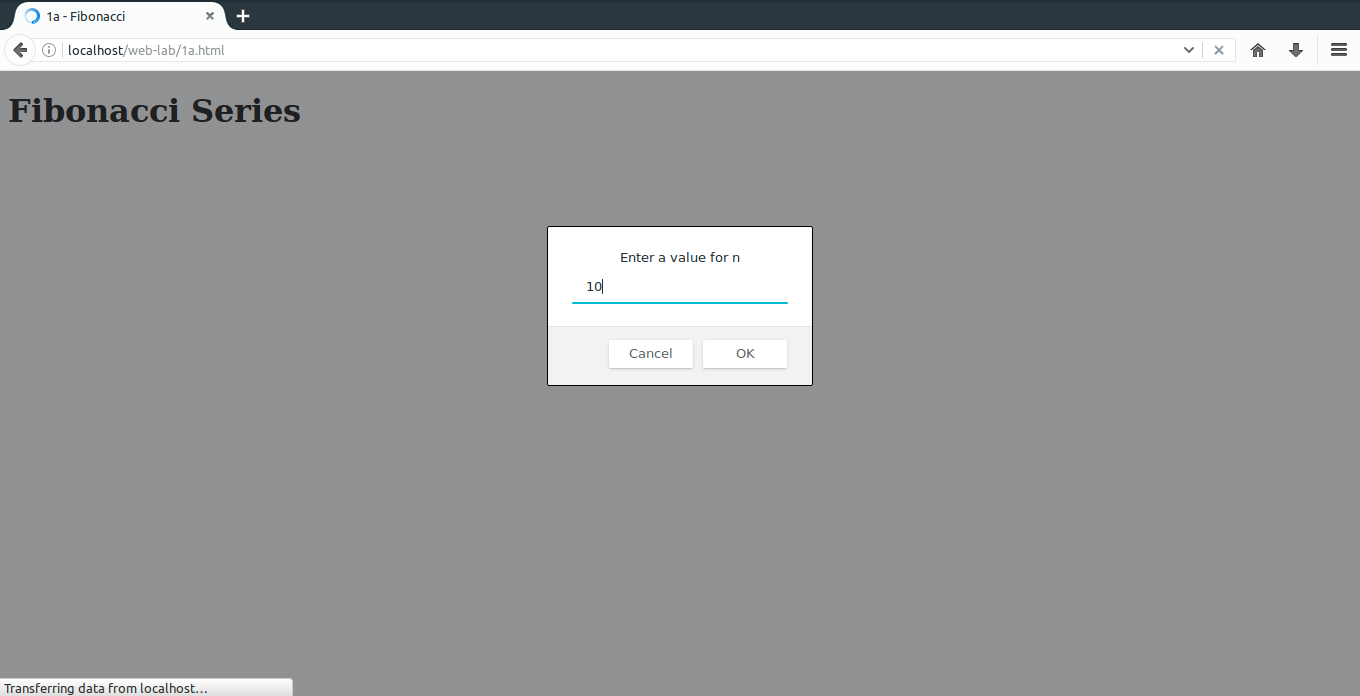 1a - Fibonacci
localhost/web-lab/1a.html
Fibonacci Series
Enter a value for n
10
Cancel OK
Transferring data from localhost...